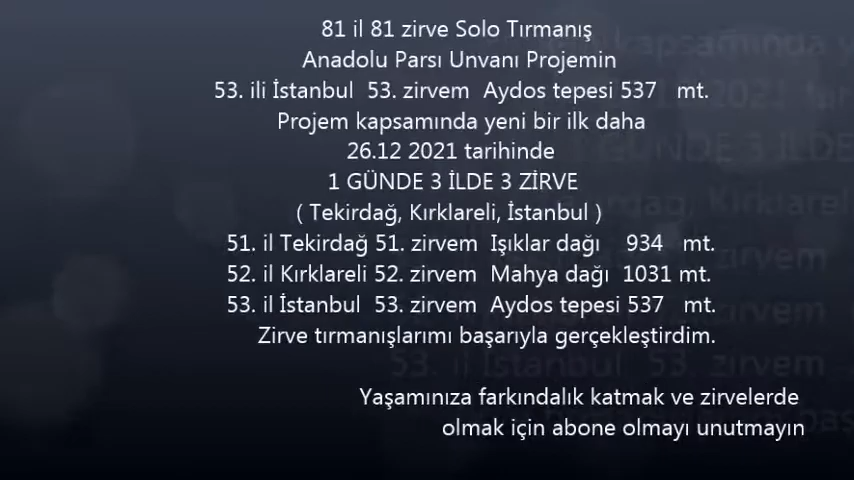 81 il 81 zirve Solo Tırmanış
Anadolu Parsı Unvanı Projemin
53. ili İstanbul 53. zirvem Aydos tepesi 537 mt.
Projem kapsamında yeni bir ilk daha
26.12 2021 tarihinde
1 GÜNDE 3 İLDE 3 ZİRVE
( Tekirdağ, Kırklareli, İstanbul )
51. il Tekirdağ 51. zirvem Işıklar dağı 934 mt.
52. il Kırklareli 52. zirvem Mahya dağı 1031 mt.
53. il İstanbul 53. zirvem Aydos tepesi 537 mt.
Zirve tırmanışlarımı başarıyla gerçekleştirdim.
Yaşamınıza farkındalık katmak ve zirvelerde
olmak için abone olmayı unutmayın